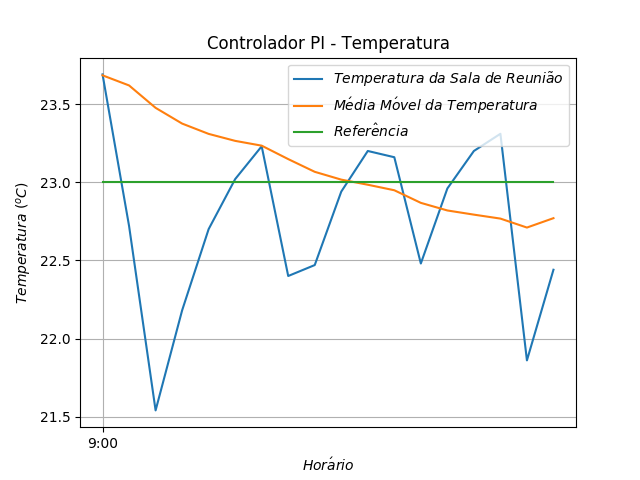 Controlador PI - Temperatura
Temperatura da Sala de Reunião
Média Móvel da Temperatura
Referência
23.5
23.0
22.5
22.0
21.5
Temperatura (ºC)
9:00
Horário